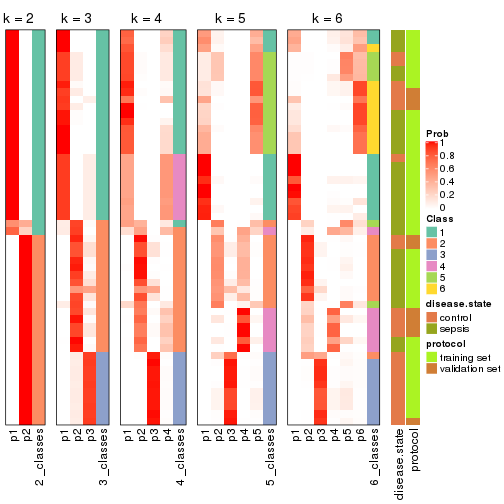 k = 2
k = 3
k = 4
k = 5
k = 6
p1
p2
2_classes
p1
p2
p3
3_classes
p1
p2
p3
p4
4_classes
p1
p2
p3
p4
p5
5_classes
p1
p2
p3
p4
p5
p6
6_classes
disease.state
protocol
Prob
1
0.8
0.6
0.4
0.2
0
Class
1
2
3
4
5
6
disease.state
control
sepsis
protocol
training set
validation set